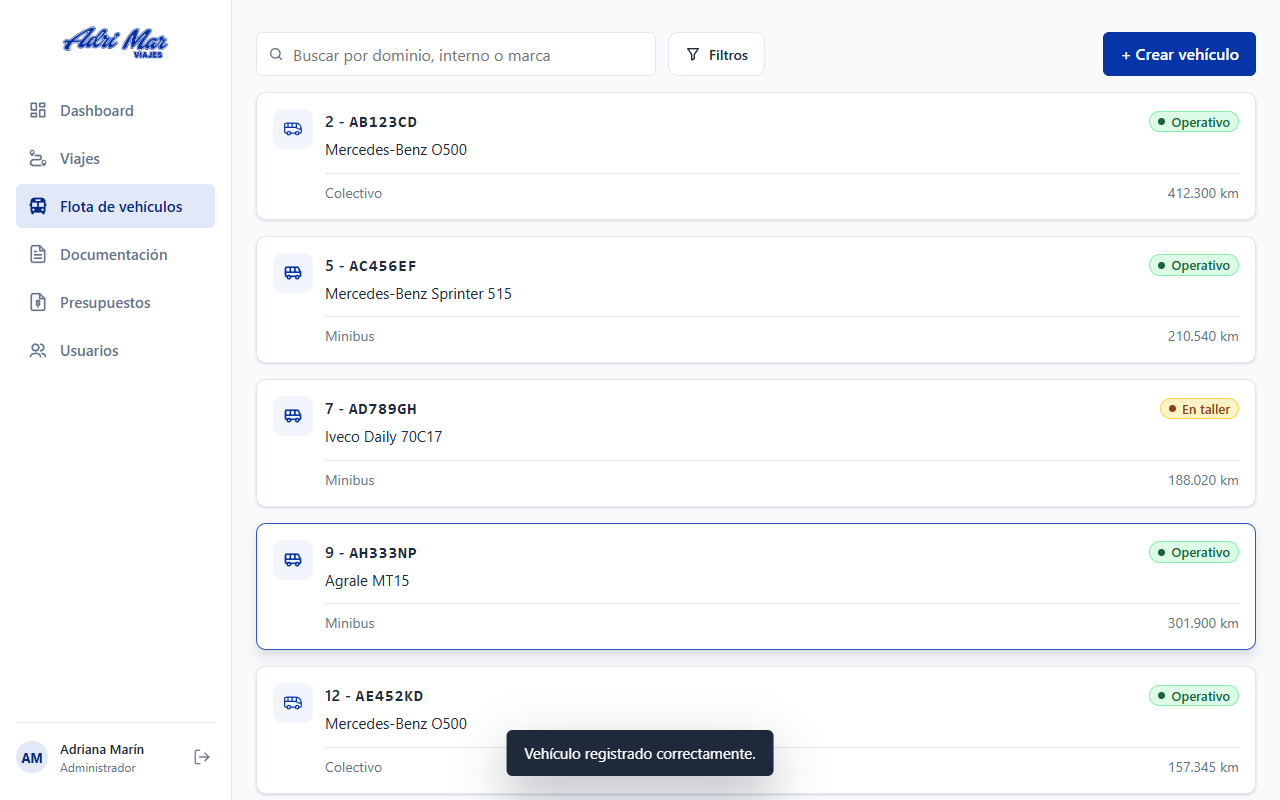 Adri Mar
VIAJES
Dashboard
Viajes
Flota de vehículos
Documentación
Presupuestos
Usuarios
AM
Adriana Marín
Administrador
Buscar por dominio, interno o marca
Filtros
+ Crear vehículo
2 - AB123CD
Operativo
Mercedes-Benz O500
Colectivo
412.300 km
5 - AC456EF
Operativo
Mercedes-Benz Sprinter 515
Minibus
210.540 km
7 - AD789GH
En taller
Iveco Daily 70C17
Minibus
188.020 km
9 - AH333NP
Operativo
Agrale MT15
Minibus
301.900 km
12 - AE452KD
Operativo
Mercedes-Benz O500
Colectivo
157.345 km
Vehículo registrado correctamente.